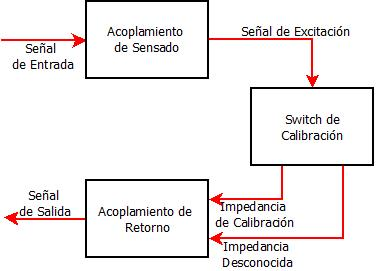 Acoplamiento
de Sensado
Señal de Excitación
Señal
de Entrada
Switch de
Calibración
Señal
de Salida
Acoplamiento de
Retorno
Impedancia
de Calibración
Impedancia
Desconocida